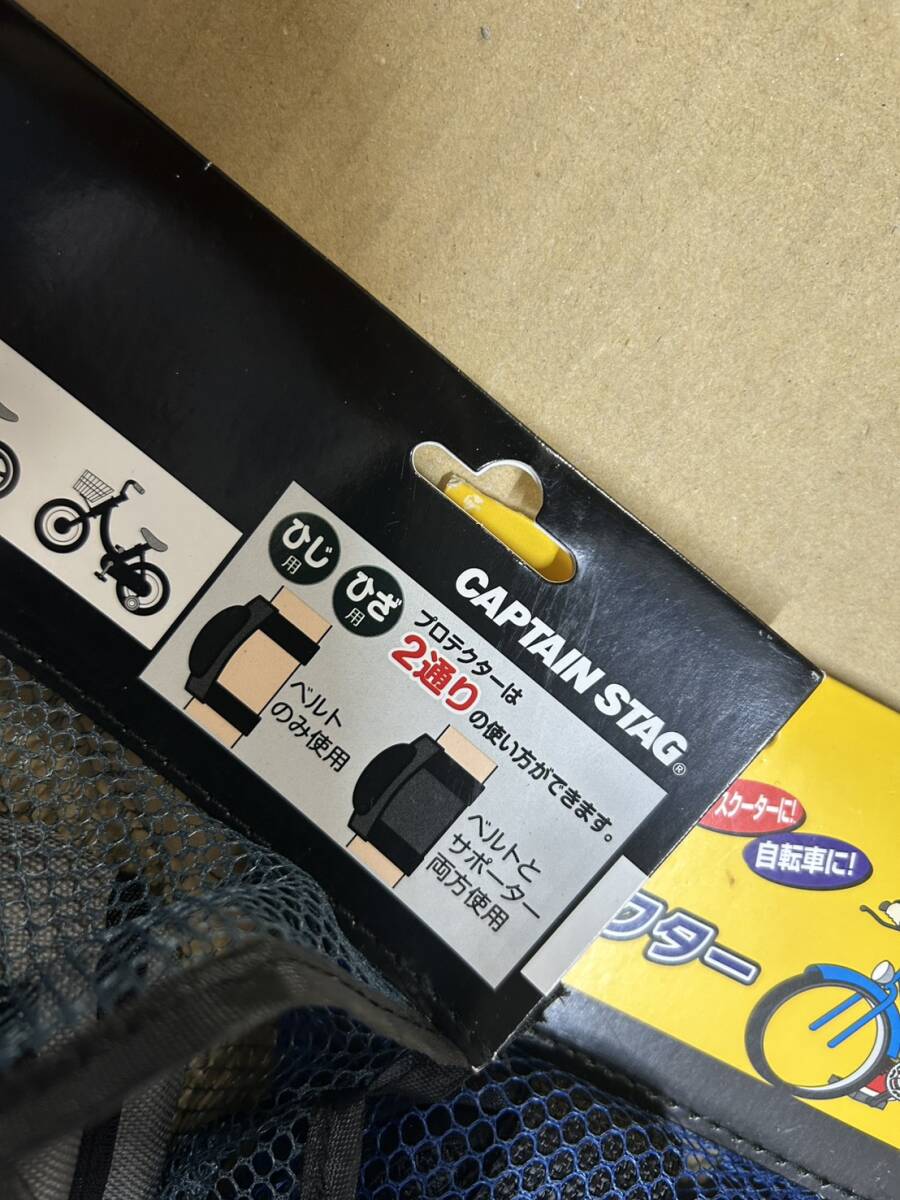 CAPTAIN STAG®
ひじ用
ひざ用
プロテクターは
2通りの使い方ができます。
ベルト
のみ使用
ベルトと
サポーター
両方使用
スクーターに!
自転車に!
クター